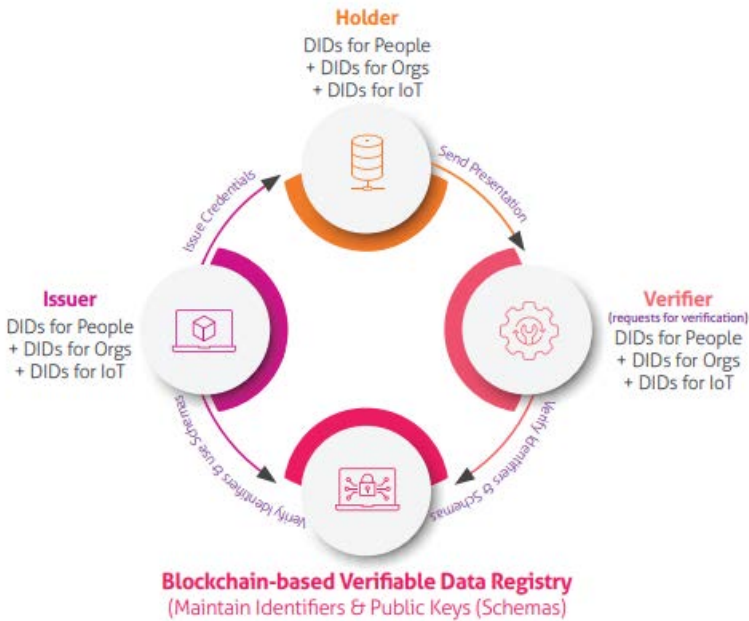 Holder
DIDs for People
+ DIDs for Orgs
+ DIDs for IoT
Issue Credentials
Send Presentation
Issuer
DIDs for People
+ DIDs for Orgs
+ DIDs for IoT
Verifier
(requests for verification)
DIDs for People
+ DIDs for Orgs
+ DIDs for IoT
Verify Identifiers & use Schemas
Verify Identifiers & Schemas
Blockchain-based Verifiable Data Registry
(Maintain Identifiers & Public Keys (Schemas)